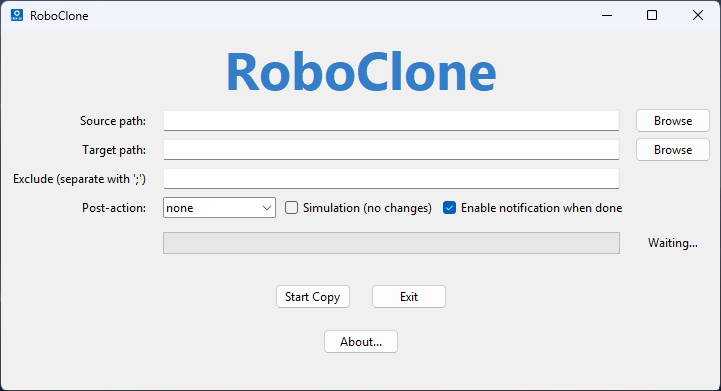 RoboClone
RoboClone
Source path: Browse
Target path: Browse
Exclude (separate with ';')
Post-action: none Simulation (no changes) Enable notification when done
Waiting...
Start Copy Exit
About...